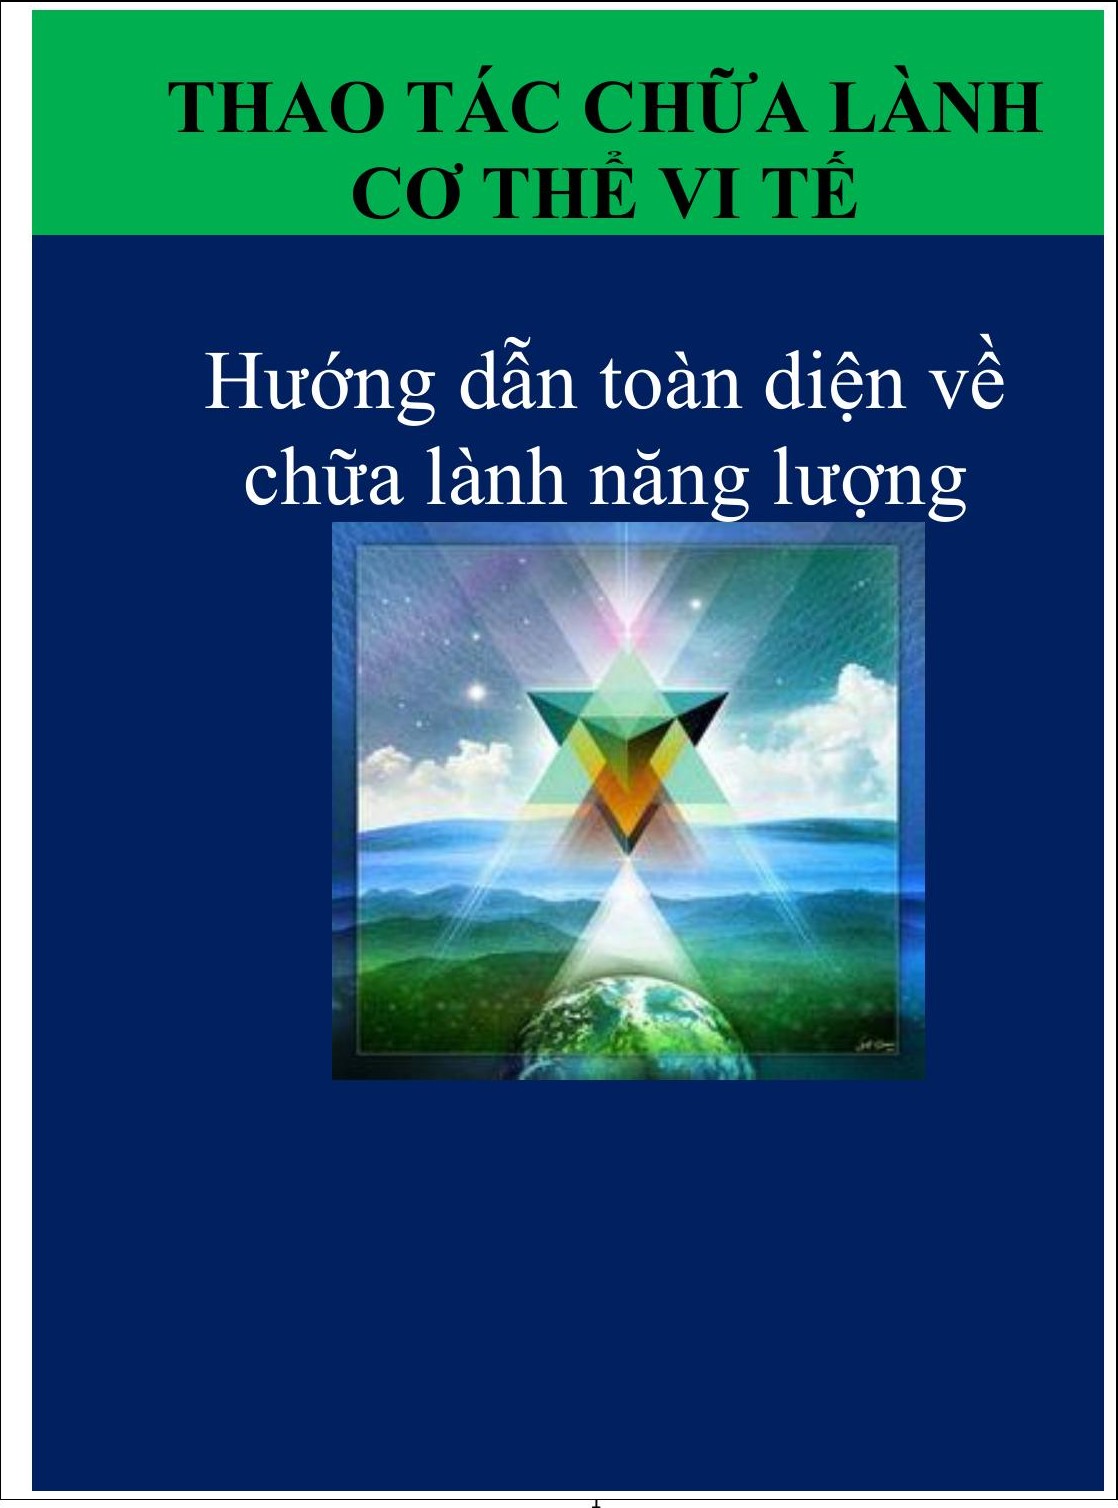 THAO TÁC CHỮA LÀNH
CƠ THỂ VI TẾ
Hướng dẫn toàn diện về
chữa lành năng lượng
1